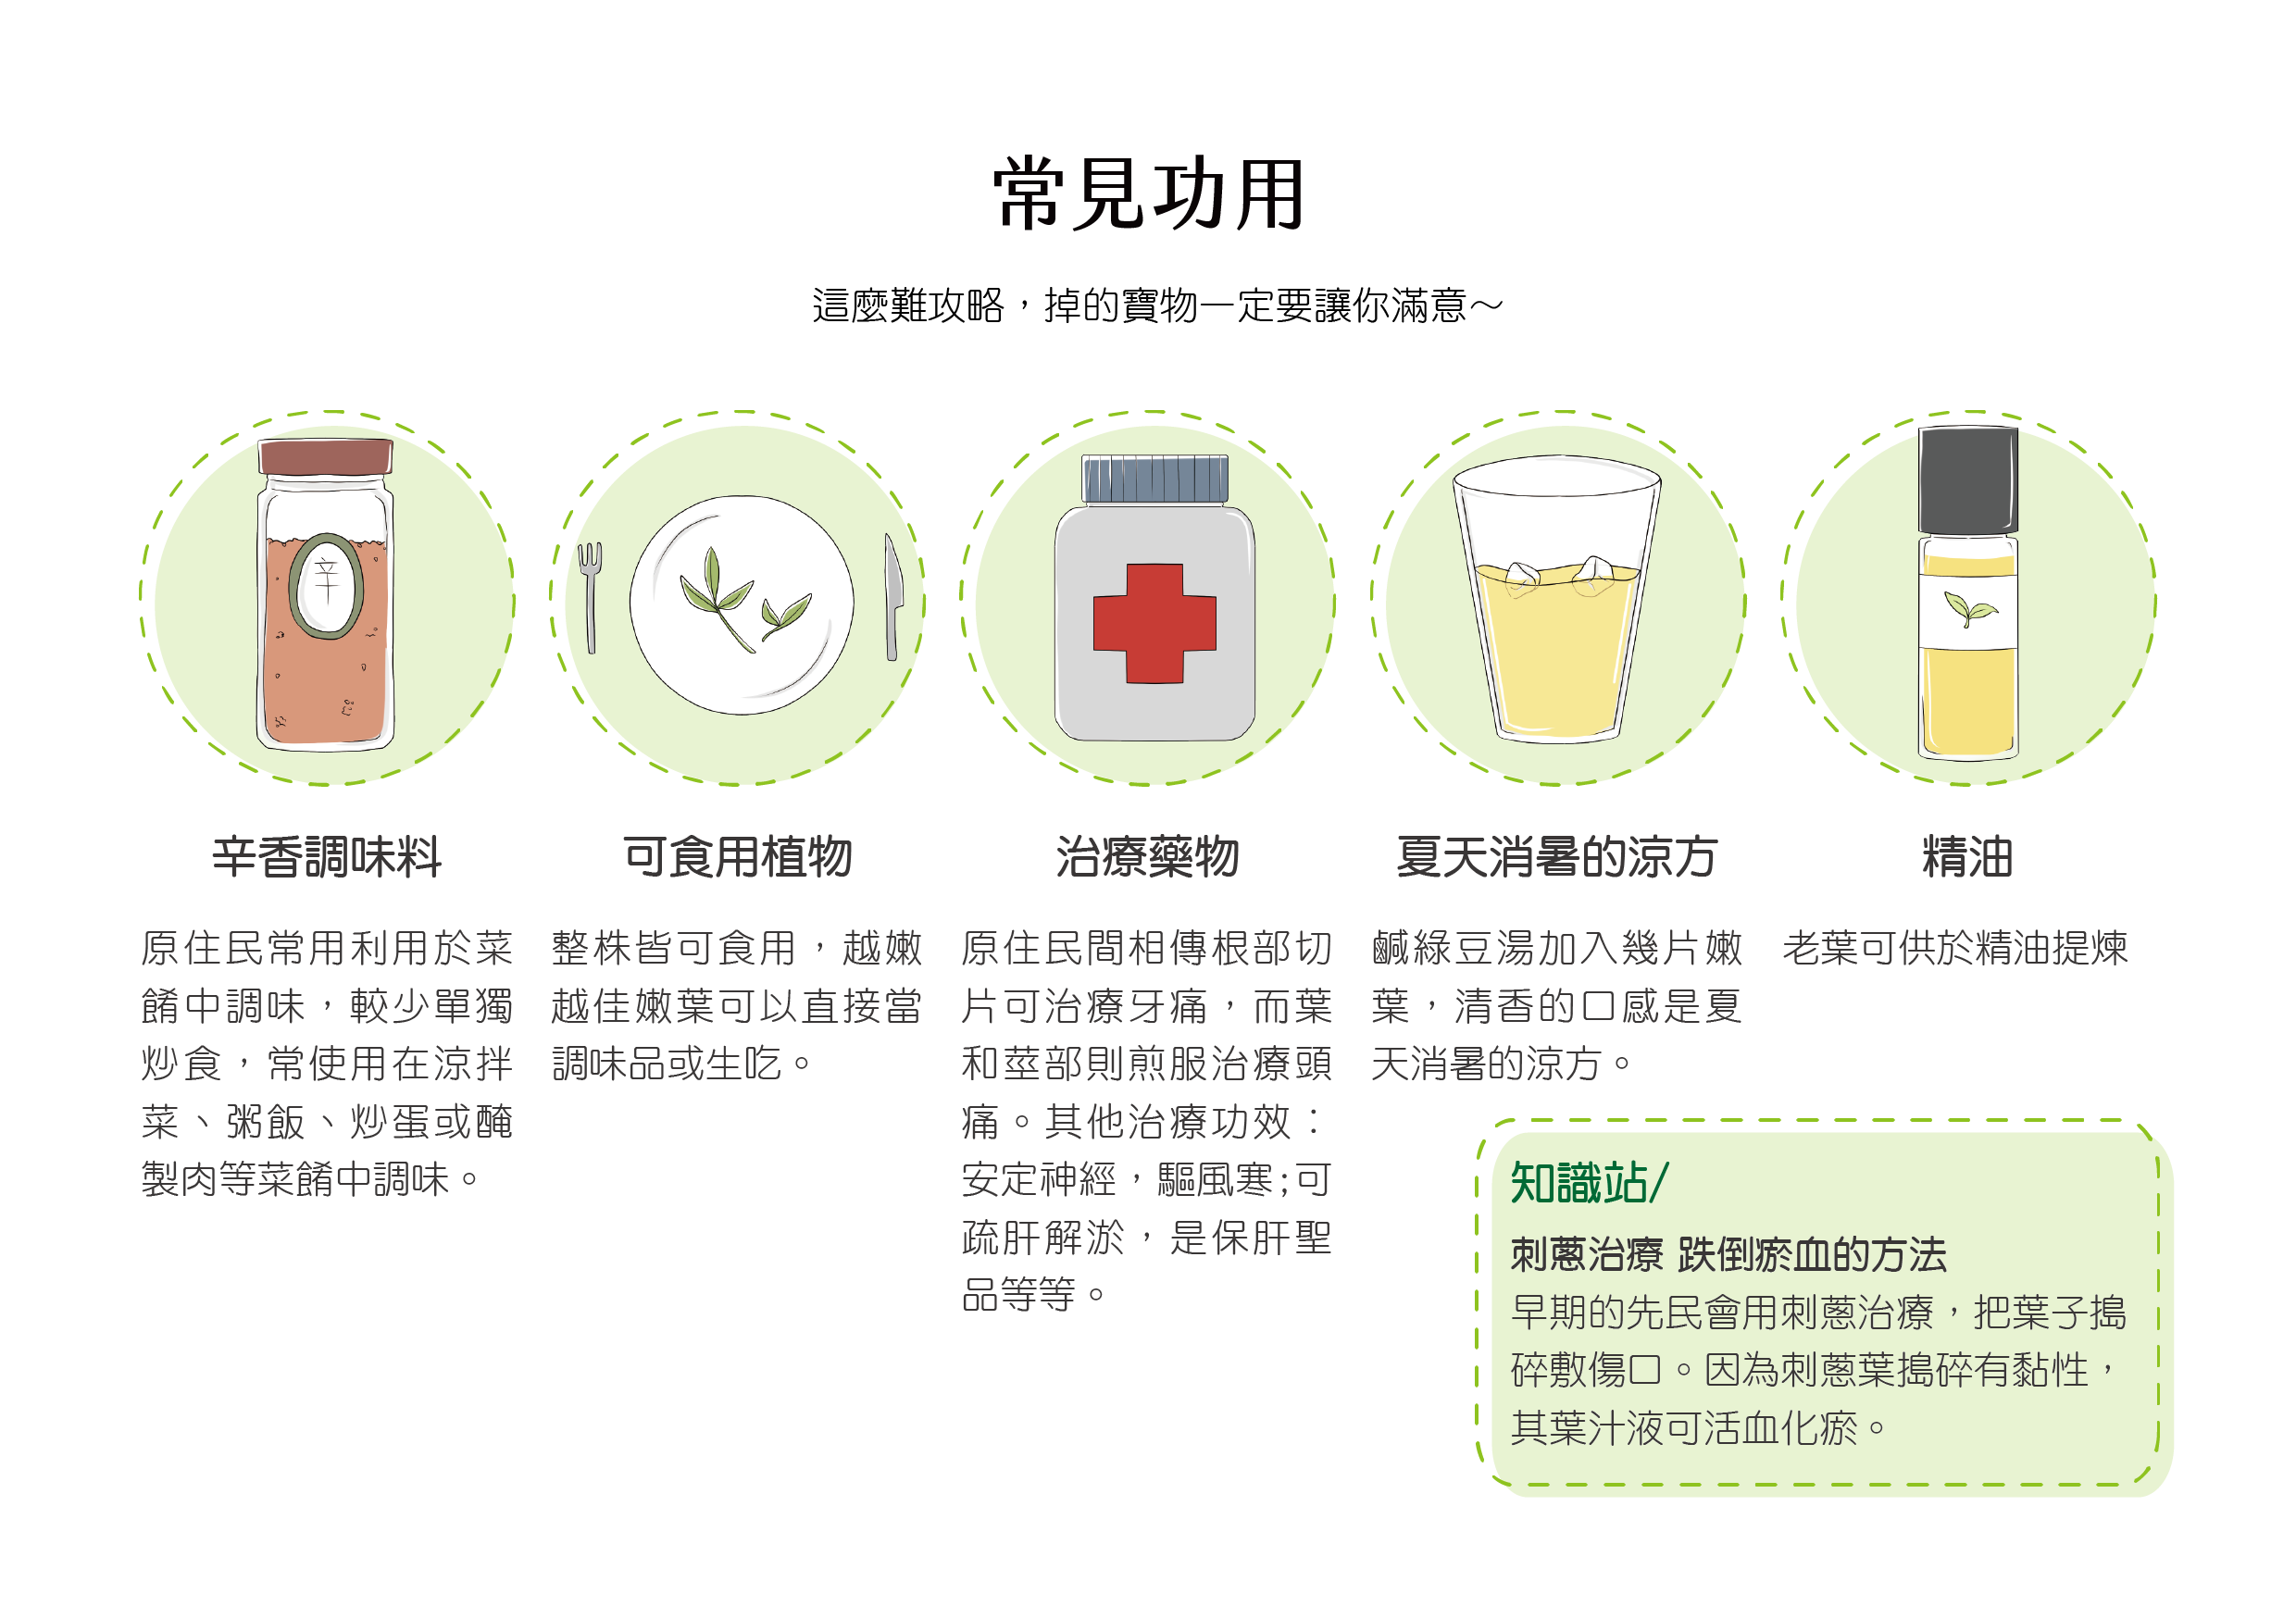 常見功用
這麼難攻略，掉的寶物一定要讓你滿意～
辛
辛香調味料
原住民常用利用於菜
餚中調味，較少單獨
炒食，常使用在涼拌
菜、粥飯、炒蛋或醃
製肉等菜餚中調味。
可食用植物
整株皆可食用，越嫩
越佳嫩葉可以直接當
調味品或生吃。
治療藥物
原住民間相傳根部切
片可治療牙痛，而葉
和莖部則煎服治療頭
痛。其他治療功效：
安定神經，驅風寒;可
疏肝解淤，是保肝聖
品等等。
夏天消暑的涼方
鹹綠豆湯加入幾片嫩
葉，清香的口感是夏
天消暑的涼方。
精油
老葉可供於精油提煉
知識站/
刺蔥治療 跌倒瘀血的方法
早期的先民會用刺蔥治療，把葉子搗
碎敷傷口。因為刺蔥葉搗碎有黏性，
其葉汁液可活血化瘀。